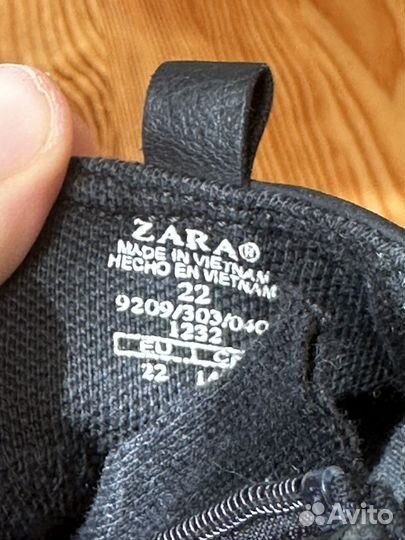 ZARA®
MADE IN VIETNAM
HECHO EN VIETNAM
22
9209/303/040
1232
EU
22
Avito